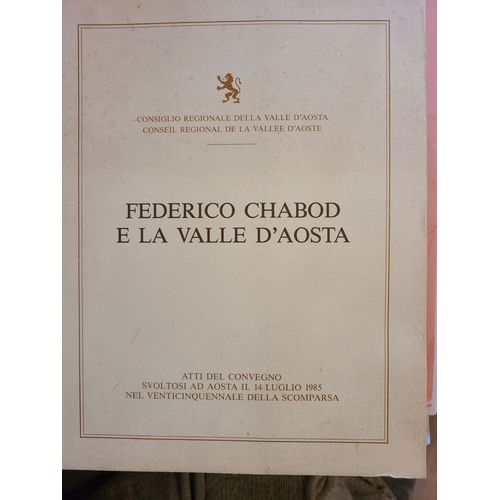 CONSIGLIO REGIONALE DELLA VALLE D'AOSTA
CONSEIL REGIONAL DE LA VALLEE D'AOSTE
FEDERICO CHABOD
E LA VALLE D'AOSTA
ATTI DEL CONVEGNO
SVOLTOSI AD AOSTA IL 14 LUGLIO 1985
NEL VENTICINQUENNALE DELLA SCOMPARSA